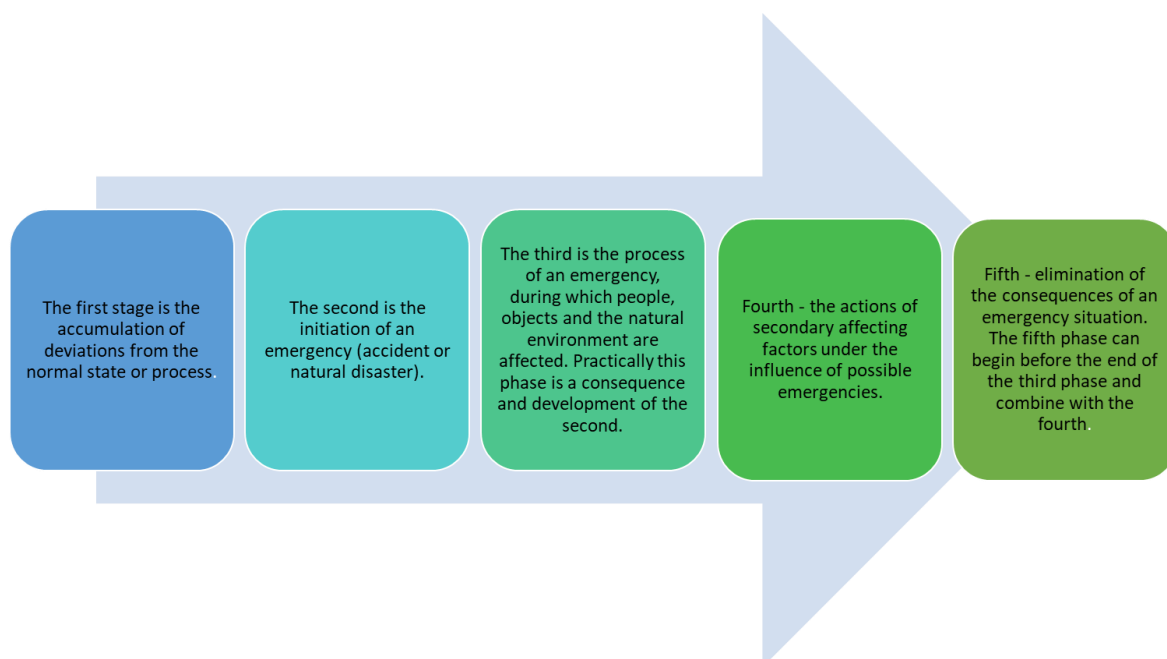 The first stage is the
accumulation of
deviations from the
normal state or process.
The second is the
initiation of an
emergency (accident or
natural disaster).
The third is the process
of an emergency,
during which people,
objects and the natural
environment are
affected. Practically this
phase is a consequence
and development of the
second.
Fourth - the actions of
secondary affecting
factors under the
influence of possible
emergencies.
Fifth - elimination of
the consequences of an
emergency situation.
The fifth phase can
begin before the end of
the third phase and
combine with the
fourth.